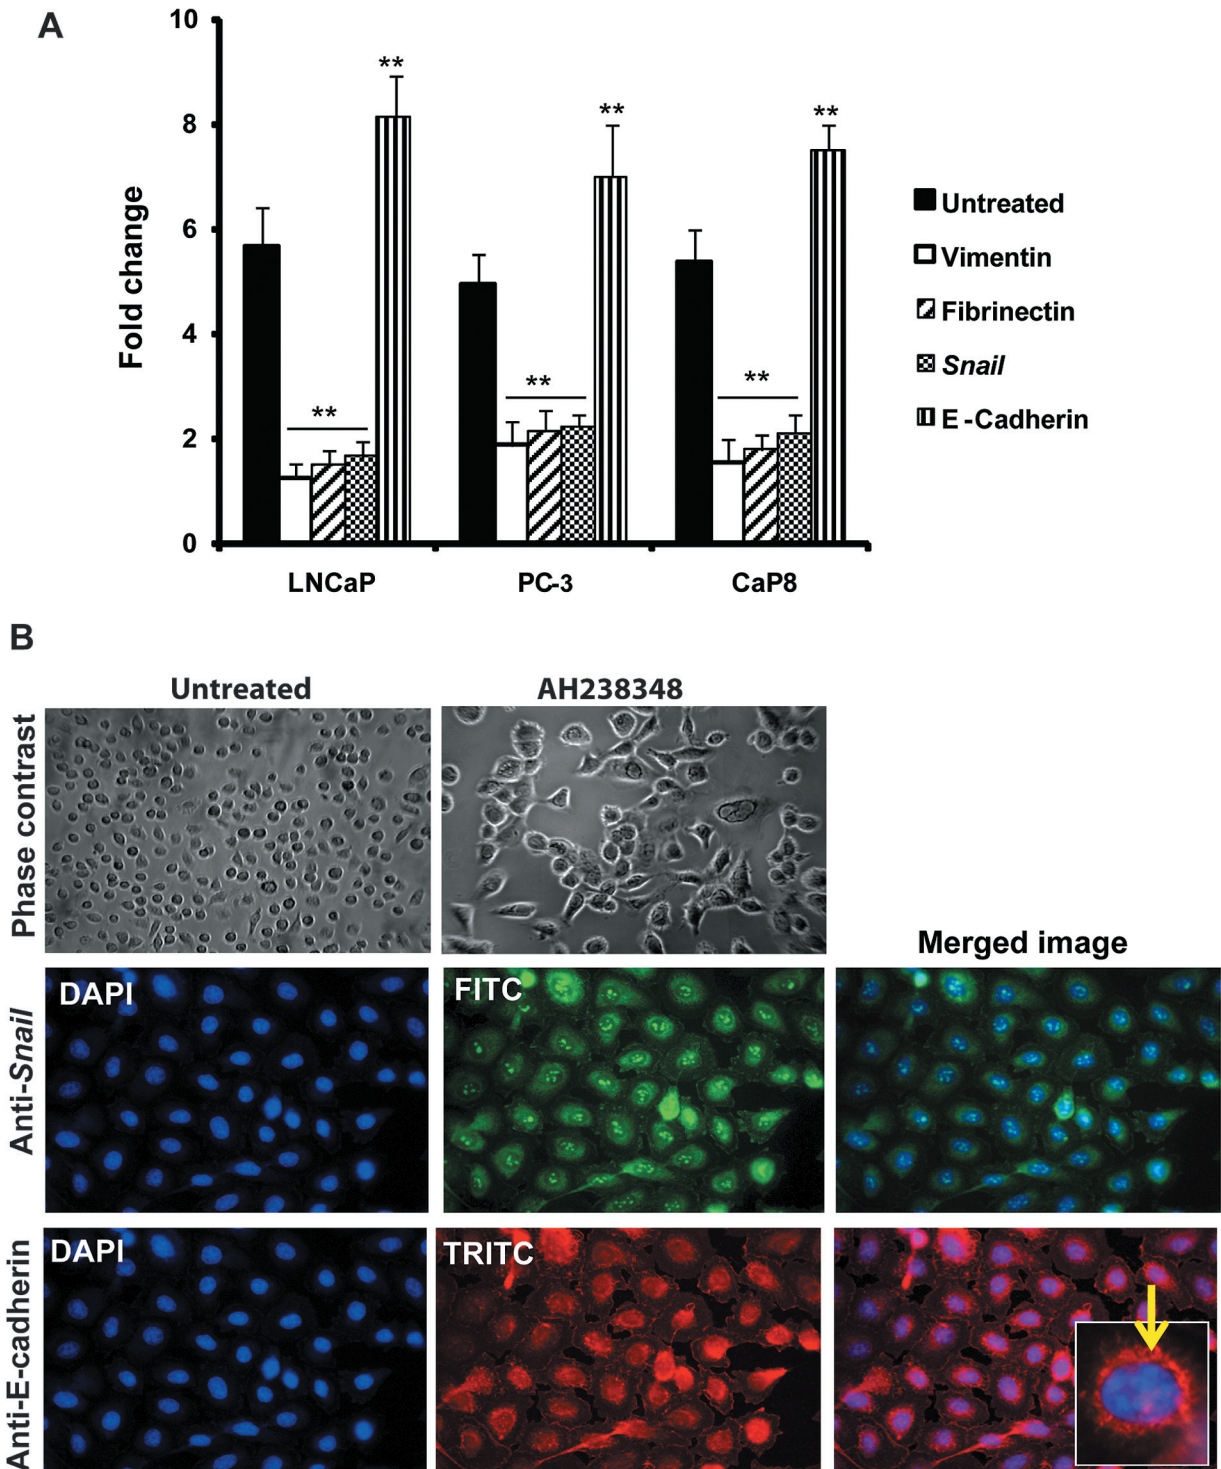 A
10
8
6
4
2
0
Fold change
**
**
**
**
**
**
LNCaP
PC-3
CaP8
Untreated
Vimentin
Fibrinectin
Snail
E-Cadherin
B
Untreated
AH238348
Phase contrast
Merged image
Anti-Snail
DAPI
FITC
Anti-E-cadherin
DAPI
TRITC